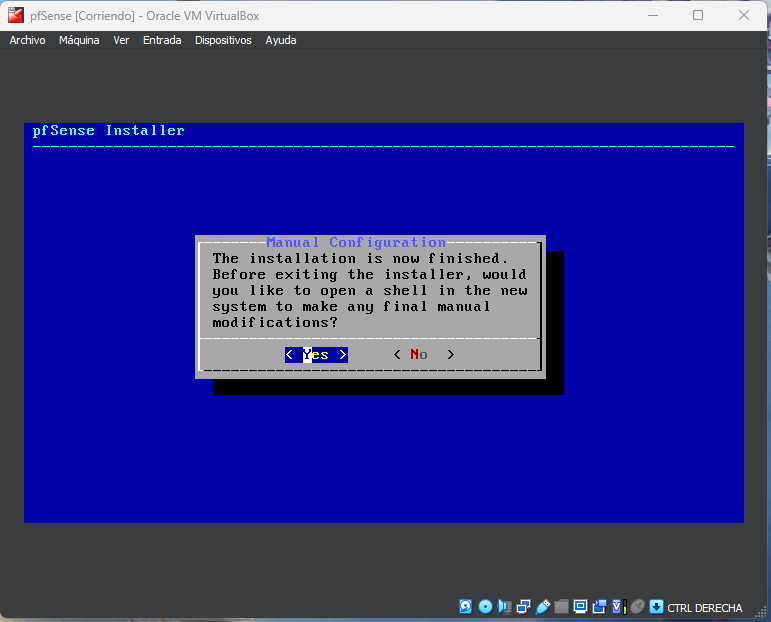 pfSense [Corriendo] - Oracle VM VirtualBox
Archivo Máquina Ver Entrada Dispositivos Ayuda
pfSense Installer
Manual Configuration
The installation is now finished.
Before exiting the installer, would
you like to open a shell in the new
system to make any final manual
modifications?
< Yes > < No >
CTRL DERECHA